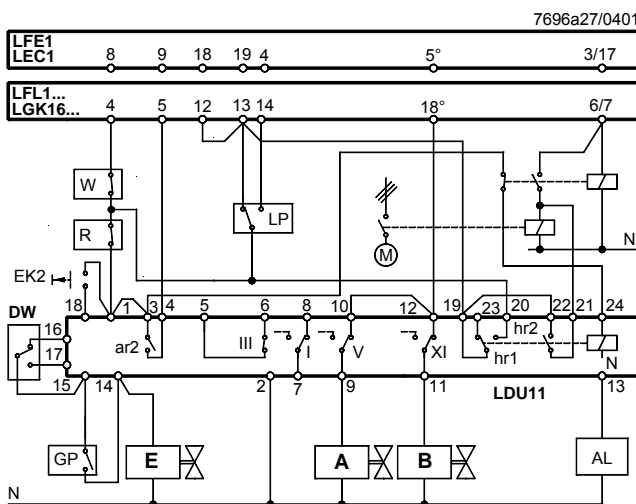 7696a27/0401
LFE1
LEC1
8 9 18 19 4 5° 3/17
LFL1...
LGK16...
4 5 12 13 14 18° 6/7
W
LP
R
M
N
EK2
DW
18 1 3 4 5 6 8 10 12 19 23 20 22 21 24
16
ar2 III I V XI hr2
hr1
N
17
15 14 2 7 9 11 LDU11 13
GP E A B AL
N